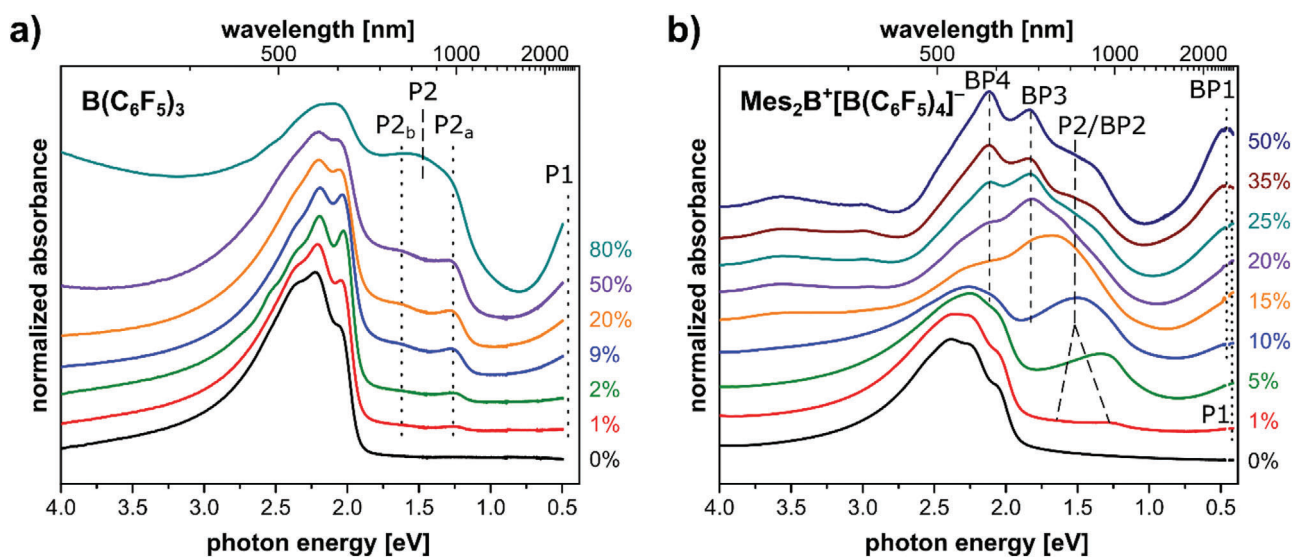 a)
wavelength [nm]
500 1000 2000
B(C₆F₅)₃
P2
P2b P2a
P1
80%
50%
20%
9%
2%
1%
0%
normalized absorbance
4.0 3.5 3.0 2.5 2.0 1.5 1.0 0.5
photon energy [eV]
b)
wavelength [nm]
500 1000 2000
Mes₂B⁺[B(C₆F₅)₄]⁻
BP4
BP3
P2/BP2
BP1
50%
35%
25%
20%
15%
10%
5%
1%
P1
0%
normalized absorbance
4.0 3.5 3.0 2.5 2.0 1.5 1.0 0.5
photon energy [eV]